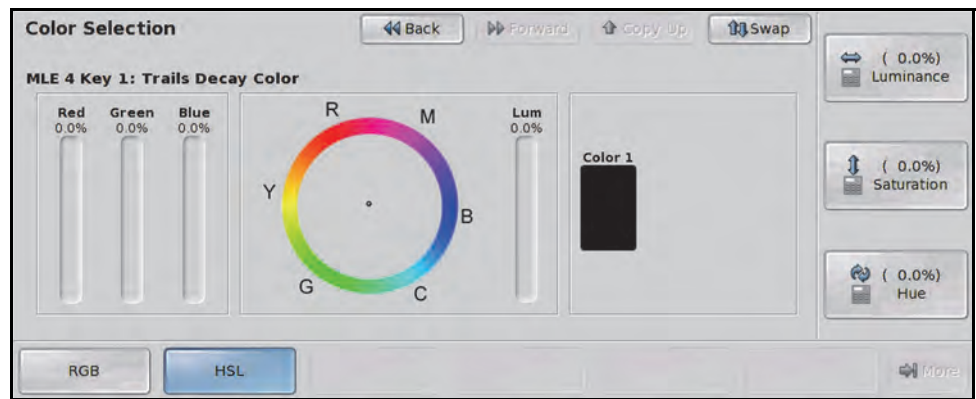 Color Selection
Back
Forward
Copy Up
Swap
MLE 4 Key 1: Trails Decay Color
Red Green Blue
0.0% 0.0% 0.0%
R
M
Y
B
G
C
Lum
0.0%
Color 1
( 0.0%)
Luminance
( 0.0%)
Saturation
( 0.0%)
Hue
RGB
HSL
More